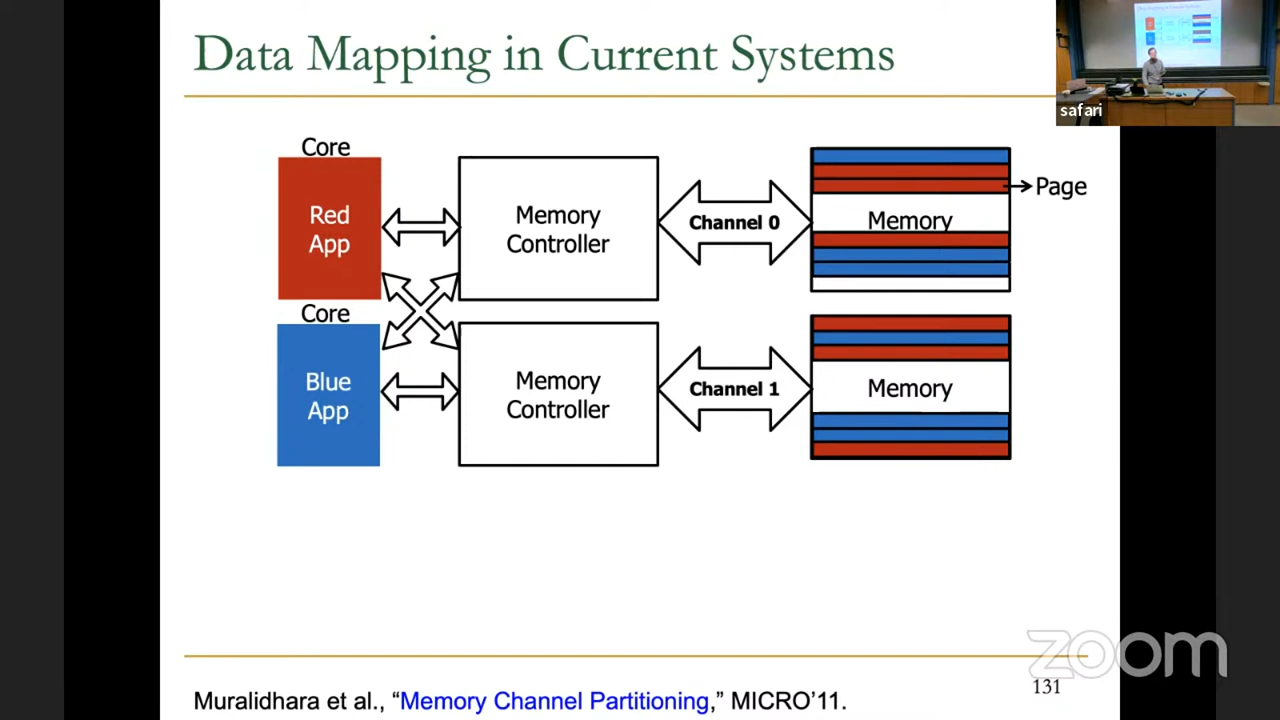 Data Mapping in Current Systems
safari
Core
Red
App
Memory
Controller
Channel 0
Memory
Page
Core
Blue
App
Memory
Controller
Channel 1
Memory
zoom
131
Muralidhara et al., “Memory Channel Partitioning,” MICRO’11.